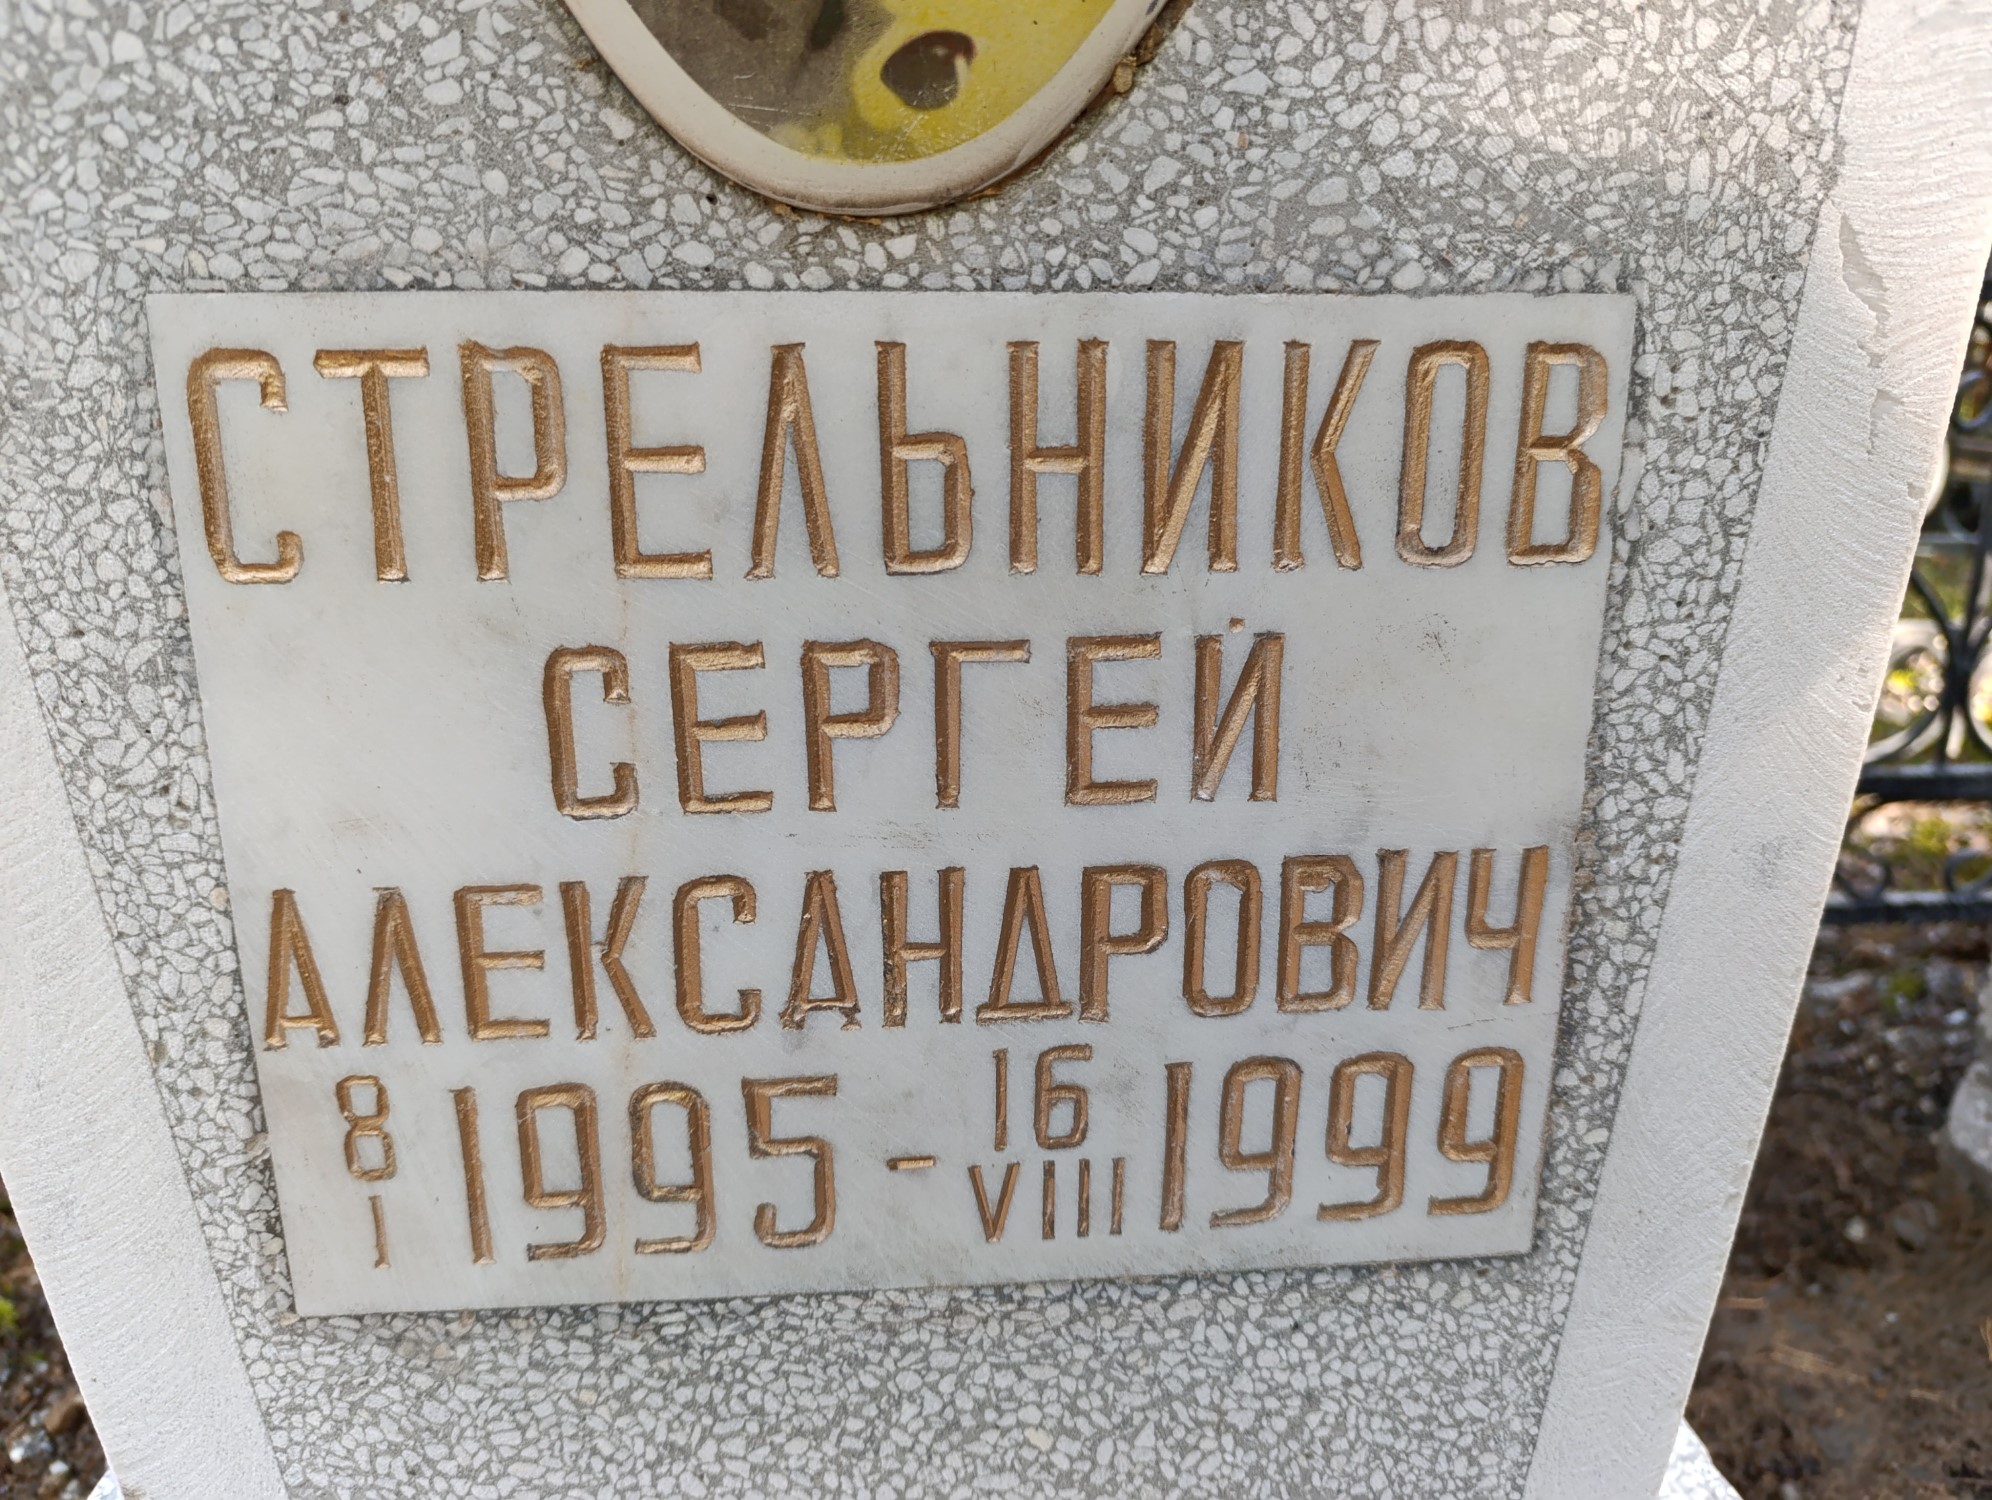 СТРЕЛЬНИКОВ
СЕРГЕЙ
АЛЕКСАНДРОВИЧ
8/I 1995 - 16/VIII 1999